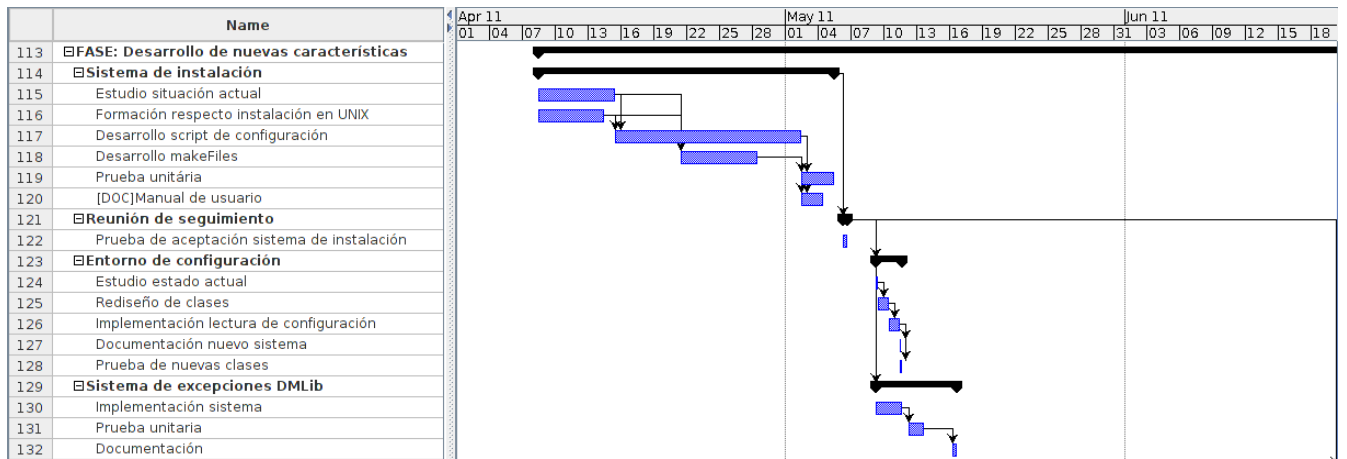 Name
Apr 11 May 11 Jun 11
01 04 07 10 13 16 19 22 25 28 01 04 07 10 13 16 19 22 25 28 31 03 06 09 12 15 18
113 FASE: Desarrollo de nuevas características
114 Sistema de instalación
115 Estudio situación actual
116 Formación respecto instalación en UNIX
117 Desarrollo script de configuración
118 Desarrollo makeFiles
119 Prueba unitária
120 [DOC]Manual de usuario
121 Reunión de seguimiento
122 Prueba de aceptación sistema de instalación
123 Entorno de configuración
124 Estudio estado actual
125 Rediseño de clases
126 Implementación lectura de configuración
127 Documentación nuevo sistema
128 Prueba de nuevas clases
129 Sistema de excepciones DMLib
130 Implementación sistema
131 Prueba unitaria
132 Documentación